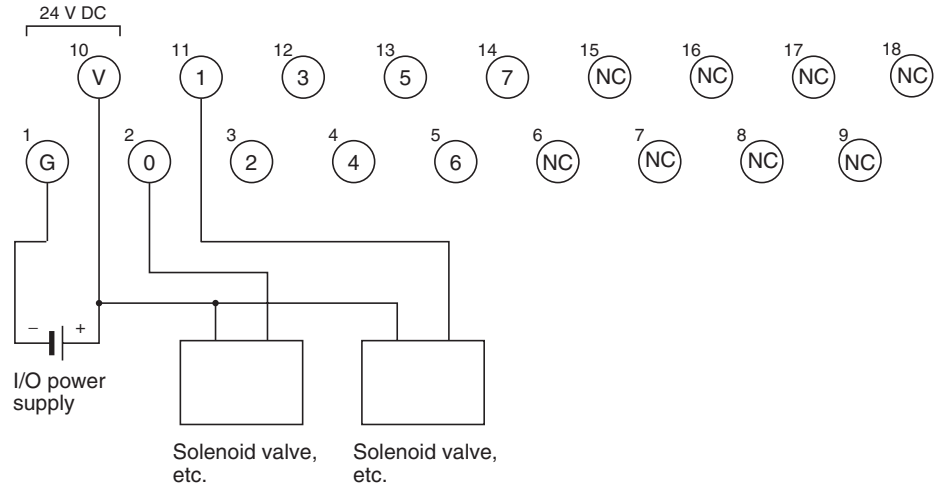 24 V DC
10 11 12 13 14 15 16 17 18
V 1 3 5 7 NC NC NC NC
1 2 3 4 5 6 7 8 9
G 0 2 4 6 NC NC NC NC
− +
I/O power
supply
Solenoid valve,
etc.
Solenoid valve,
etc.